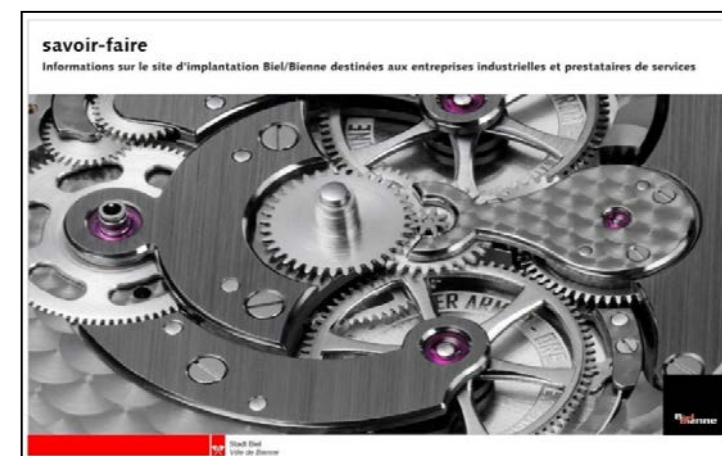 savoir-faire
Informations sur le site d'implantation Biel/Bienne destinées aux entreprises industrielles et prestataires de services
Biel
Bienne
Stadt Biel
Ville de Bienne